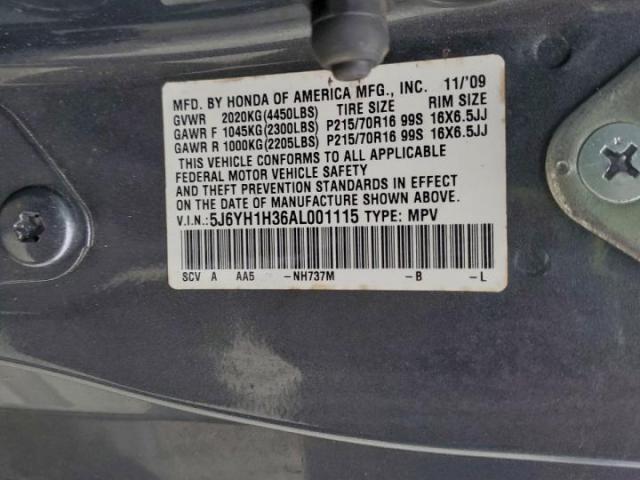 MFD. BY HONDA OF AMERICA MFG., INC. 11/'09
GVWR 2020KG(4450LBS) TIRE SIZE RIM SIZE
GAWR F 1045KG(2300LBS) P215/70R16 99S 16X6.5JJ
GAWR R 1000KG(2205LBS) P215/70R16 99S 16X6.5JJ
THIS VEHICLE CONFORMS TO ALL APPLICABLE
FEDERAL MOTOR VEHICLE SAFETY
AND THEFT PREVENTION STANDARDS IN EFFECT
ON THE DATE OF MANUFACTURE SHOWN ABOVE.
V.I.N.: 5J6YH1H36AL001115 TYPE: MPV
SCV A AA5 -NH737M -B -L